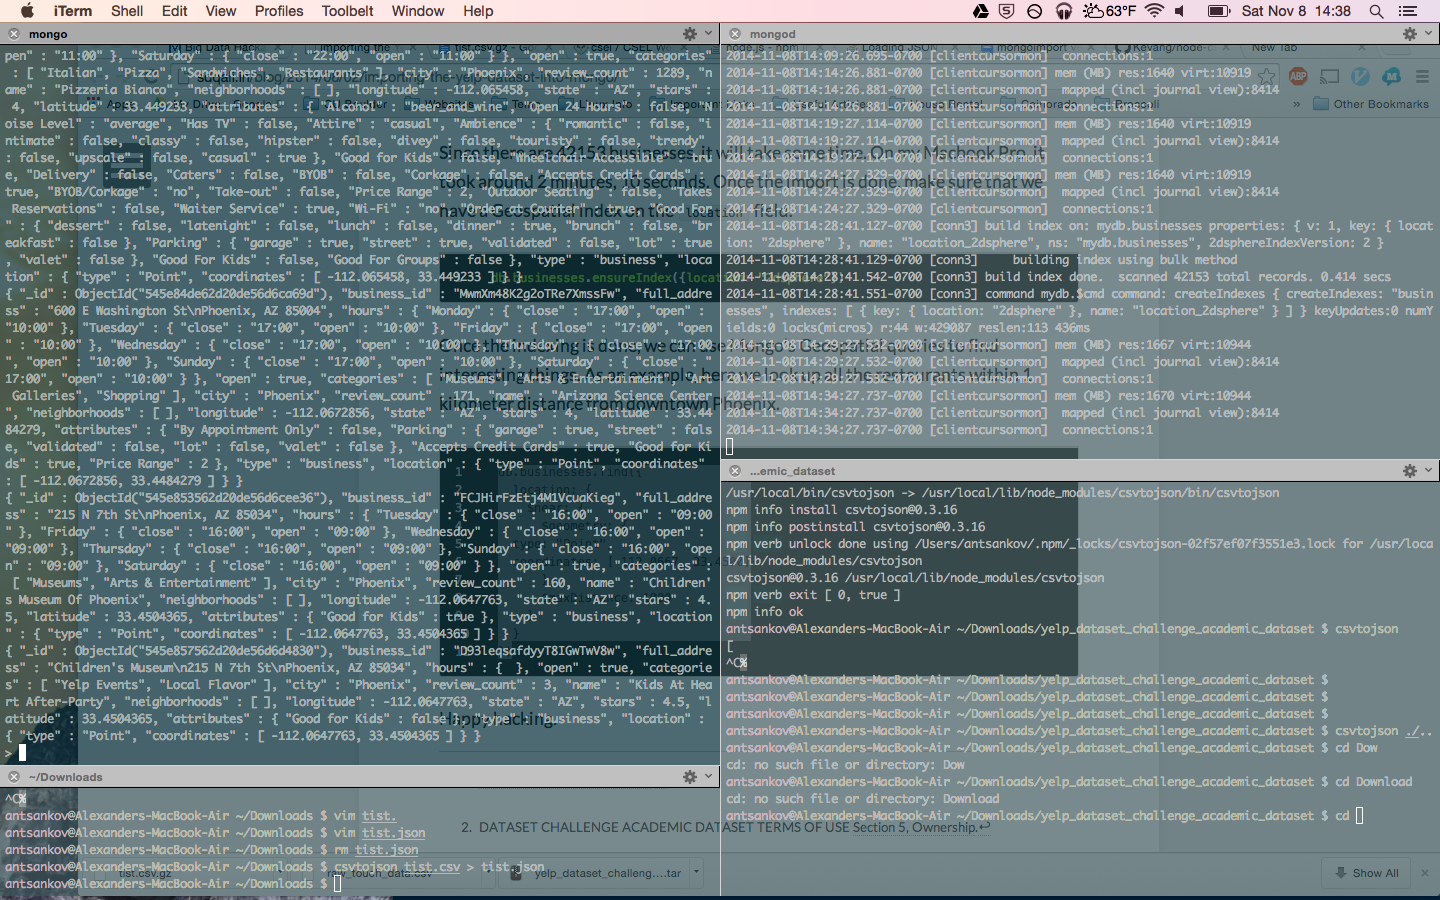 iTerm Shell Edit View Profiles Toolbelt Window Help 63°F Sat Nov 8 14:38
mongo
pen" : "11:00" }, "Saturday" : { "close" : "22:00", "open" : "11:00" } }, "open" : true, "categories"
: [ "Italian", "Pizza", "Sandwiches", "Restaurants" ], "city" : "Phoenix", "review_count" : 1289, "n
ame" : "Pizzeria Bianco", "neighborhoods" : [ ], "longitude" : -112.065458, "state" : "AZ", "stars" :
4, "latitude" : 33.449233, "attributes" : { "Alcohol" : "beer_and_wine", "Open 24 Hours" : false, "N
oise Level" : "average", "Has TV" : false, "Attire" : "casual", "Ambience" : { "romantic" : false, "i
ntimate" : false, "classy" : false, "hipster" : false, "divey" : false, "touristy" : false, "trendy"
: false, "upscale" : false, "casual" : true }, "Good for Kids" : false, "Wheelchair Accessible" : tru
e, "Delivery" : false, "Caters" : false, "BYOB" : false, "Corkage" : false, "Accepts Credit Cards" :
true, "BYOB/Corkage" : "no", "Take-out" : false, "Price Range" : 2, "Outdoor Seating" : false, "Takes
Reservations" : false, "Waiter Service" : true, "Wi-Fi" : "no", "Order at Counter" : true, "Good For
" : { "dessert" : false, "latenight" : false, "lunch" : false, "dinner" : true, "brunch" : false, "br
eakfast" : false }, "Parking" : { "garage" : true, "street" : true, "validated" : false, "lot" : true
, "valet" : false }, "Good For Kids" : false, "Good For Groups" : false }, "type" : "business", "loca
tion" : { "type" : "Point", "coordinates" : [ -112.065458, 33.449233 ] } }
{ "_id" : ObjectId("545e84de62d20de56d6ca69d"), "business_id" : "MwmXm48K2g2oTRe7XmssFw", "full_addre
ss" : "600 E Washington St\nPhoenix, AZ 85004", "hours" : { "Monday" : { "close" : "17:00", "open" :
"10:00" }, "Tuesday" : { "close" : "17:00", "open" : "10:00" }, "Friday" : { "close" : "17:00", "open
" : "10:00" }, "Wednesday" : { "close" : "17:00", "open" : "10:00" }, "Thursday" : { "close" : "17:00
", "open" : "10:00" }, "Sunday" : { "close" : "17:00", "open" : "10:00" }, "Saturday" : { "close" : "
17:00", "open" : "10:00" } }, "open" : true, "categories" : [ "Museums", "Arts & Entertainment", "Art
Galleries", "Shopping" ], "city" : "Phoenix", "review_count" : 171, "name" : "Arizona Science Center"
, "neighborhoods" : [ ], "longitude" : -112.0672856, "state" : "AZ", "stars" : 4, "latitude" : 33.44
84279, "attributes" : { "By Appointment Only" : false, "Parking" : { "garage" : true, "street" : fals
e, "validated" : false, "lot" : false, "valet" : false }, "Accepts Credit Cards" : true, "Good for Ki
ds" : true, "Price Range" : 2 }, "type" : "business", "location" : { "type" : "Point", "coordinates"
: [ -112.0672856, 33.4484279 ] } }
{ "_id" : ObjectId("545e853562d20de56d6cee36"), "business_id" : "FCJHirFzEtj4M1VcuaKieg", "full_addre
ss" : "215 N 7th St\nPhoenix, AZ 85034", "hours" : { "Tuesday" : { "close" : "16:00", "open" : "09:00
" }, "Friday" : { "close" : "16:00", "open" : "09:00" }, "Wednesday" : { "close" : "16:00", "open" :
"09:00" }, "Thursday" : { "close" : "16:00", "open" : "09:00" }, "Sunday" : { "close" : "16:00", "open" :
"09:00" }, "Saturday" : { "close" : "16:00", "open" : "09:00" } }, "open" : true, "categories" :
[ "Museums", "Arts & Entertainment" ], "city" : "Phoenix", "review_count" : 160, "name" : "Children'
s Museum Of Phoenix", "neighborhoods" : [ ], "longitude" : -112.0647763, "state" : "AZ", "stars" : 4.
5, "latitude" : 33.4504365, "attributes" : { "Good for Kids" : true }, "type" : "business", "location
" : { "type" : "Point", "coordinates" : [ -112.0647763, 33.4504365 ] } }
{ "_id" : ObjectId("545e857562d20de56d6d4830"), "business_id" : "D93leqsafdyyT8IGwTwV8w", "full_addre
ss" : "Children's Museum\n215 N 7th St\nPhoenix, AZ 85034", "hours" : { }, "open" : true, "categorie
s" : [ "Yelp Events", "Local Flavor" ], "city" : "Phoenix", "review_count" : 3, "name" : "Kids At Hea
rt After-Party", "neighborhoods" : [ ], "longitude" : -112.0647763, "state" : "AZ", "stars" : 4.5, "l
atitude" : 33.4504365, "attributes" : { "Good for Kids" : false }, "type" : "business", "location" :
{ "type" : "Point", "coordinates" : [ -112.0647763, 33.4504365 ] } }
>
~/Downloads
^C%
antsankov@Alexanders-MacBook-Air ~/Downloads $ vim tist.
antsankov@Alexanders-MacBook-Air ~/Downloads $ vim tist.json
antsankov@Alexanders-MacBook-Air ~/Downloads $ rm tist.json
antsankov@Alexanders-MacBook-Air ~/Downloads $ csvtojson tist.csv > tist.json
antsankov@Alexanders-MacBook-Air ~/Downloads $
mongod
2014-11-08T14:09:26.695-0700 [clientcursormon] connections:1
2014-11-08T14:14:26.881-0700 [clientcursormon] mem (MB) res:1640 virt:10919
2014-11-08T14:14:26.881-0700 [clientcursormon] mapped (incl journal view):8414
2014-11-08T14:14:26.881-0700 [clientcursormon] connections:1
2014-11-08T14:19:27.114-0700 [clientcursormon] mem (MB) res:1640 virt:10919
2014-11-08T14:19:27.114-0700 [clientcursormon] mapped (incl journal view):8414
2014-11-08T14:19:27.114-0700 [clientcursormon] connections:1
2014-11-08T14:24:27.329-0700 [clientcursormon] mem (MB) res:1640 virt:10919
2014-11-08T14:24:27.329-0700 [clientcursormon] mapped (incl journal view):8414
2014-11-08T14:24:27.329-0700 [clientcursormon] connections:1
2014-11-08T14:28:41.127-0700 [conn3] build index on: mydb.businesses properties: { v: 1, key: { locat
ion: "2dsphere" }, name: "location_2dsphere", ns: "mydb.businesses", 2dsphereIndexVersion: 2 }
2014-11-08T14:28:41.129-0700 [conn3] building index using bulk method
2014-11-08T14:28:41.542-0700 [conn3] build index done. scanned 42153 total records. 0.414 secs
2014-11-08T14:28:41.551-0700 [conn3] command mydb.$cmd command: createIndexes { createIndexes: "busin
esses", indexes: [ { key: { location: "2dsphere" }, name: "location_2dsphere" } ] } keyUpdates:0 numY
ields:0 locks(micros) r:44 w:429087 reslen:113 436ms
2014-11-08T14:29:27.532-0700 [clientcursormon] mem (MB) res:1667 virt:10944
2014-11-08T14:29:27.532-0700 [clientcursormon] mapped (incl journal view):8414
2014-11-08T14:29:27.532-0700 [clientcursormon] connections:1
2014-11-08T14:34:27.737-0700 [clientcursormon] mem (MB) res:1670 virt:10944
2014-11-08T14:34:27.737-0700 [clientcursormon] mapped (incl journal view):8414
2014-11-08T14:34:27.737-0700 [clientcursormon] connections:1
...emic_dataset
/usr/local/bin/csvtojson -> /usr/local/lib/node_modules/csvtojson/bin/csvtojson
npm info install csvtojson@0.3.16
npm info postinstall csvtojson@0.3.16
npm verb unlock done using /Users/antsankov/.npm/_locks/csvtojson-02f57ef07f3551e3.lock for /usr/loca
l/lib/node_modules/csvtojson
csvtojson@0.3.16 /usr/local/lib/node_modules/csvtojson
npm verb exit [ 0, true ]
npm info ok
antsankov@Alexanders-MacBook-Air ~/Downloads/yelp_dataset_challenge_academic_dataset $ csvtojson
[
^C%
antsankov@Alexanders-MacBook-Air ~/Downloads/yelp_dataset_challenge_academic_dataset $
antsankov@Alexanders-MacBook-Air ~/Downloads/yelp_dataset_challenge_academic_dataset $
antsankov@Alexanders-MacBook-Air ~/Downloads/yelp_dataset_challenge_academic_dataset $
antsankov@Alexanders-MacBook-Air ~/Downloads/yelp_dataset_challenge_academic_dataset $ csvtojson ./..
antsankov@Alexanders-MacBook-Air ~/Downloads/yelp_dataset_challenge_academic_dataset $ cd Dow
cd: no such file or directory: Dow
antsankov@Alexanders-MacBook-Air ~/Downloads/yelp_dataset_challenge_academic_dataset $ cd Download
cd: no such file or directory: Download
antsankov@Alexanders-MacBook-Air ~/Downloads/yelp_dataset_challenge_academic_dataset $ cd
Other Bookmarks
Since there are 42153 businesses, it will take some time. On my Macbook Pro, it
took around 2 minutes, 10 seconds. Once the import is done, make sure that we
have a Geospatial index on the location field.
Once the indexing is done, we can use Mongo's Geospatial queries to find
interesting things. As an example, here we look up all the restaurants within 1
kilometer distance from downtown Phoenix.
Happy hacking.
2. DATASET CHALLENGE ACADEMIC DATASET TERMS OF USE Section 5, Ownership.↩
tist.csv.gz
raw_touch_data.csv
yelp_dataset_challeng....tar
Show All